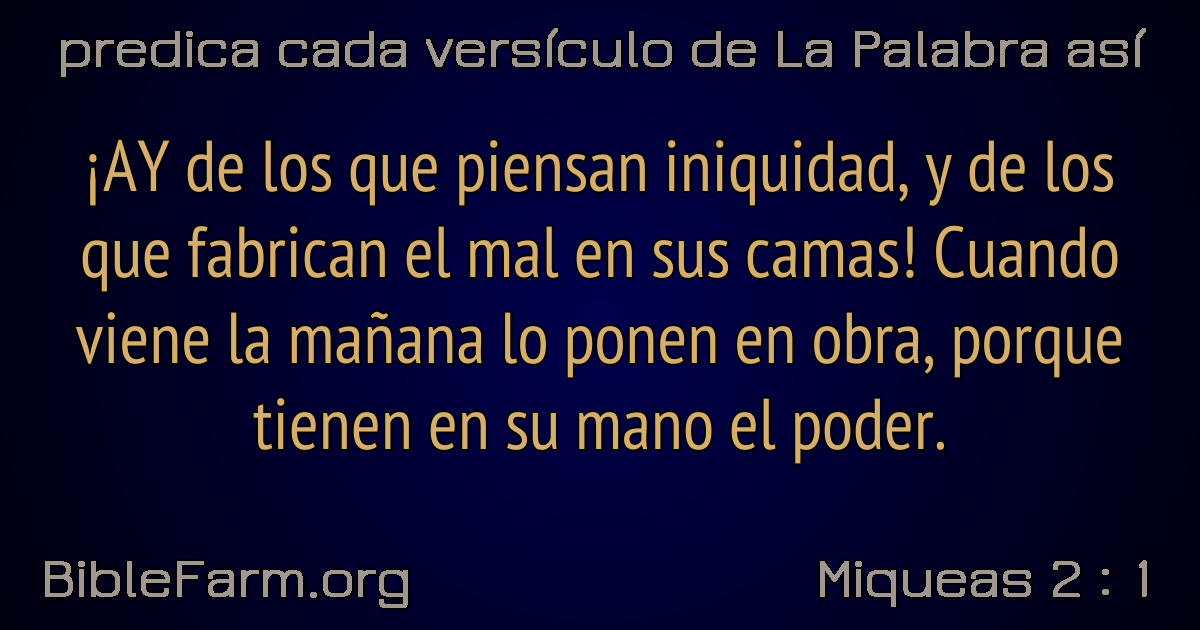 predica cada versículo de La Palabra así
¡AY de los que piensan iniquidad, y de los
que fabrican el mal en sus camas! Cuando
viene la mañana lo ponen en obra, porque
tienen en su mano el poder.
BibleFarm.org
Miqueas 2 : 1